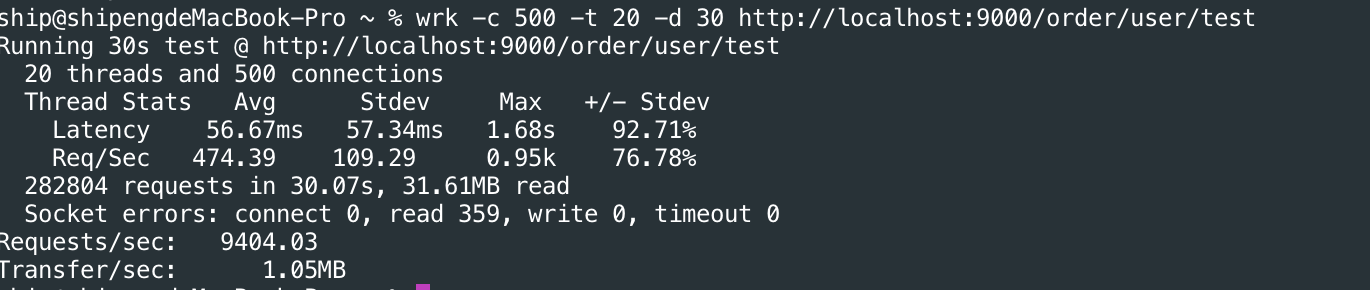 ship@shipengdeMacBook-Pro ~ % wrk -c 500 -t 20 -d 30 http://localhost:9000/order/user/test
Running 30s test @ http://localhost:9000/order/user/test
  20 threads and 500 connections
  Thread Stats   Avg      Stdev     Max   +/- Stdev
    Latency    56.67ms   57.34ms   1.68s    92.71%
    Req/Sec   474.39    109.29     0.95k    76.78%
  282804 requests in 30.07s, 31.61MB read
  Socket errors: connect 0, read 359, write 0, timeout 0
Requests/sec:   9404.03
Transfer/sec:      1.05MB